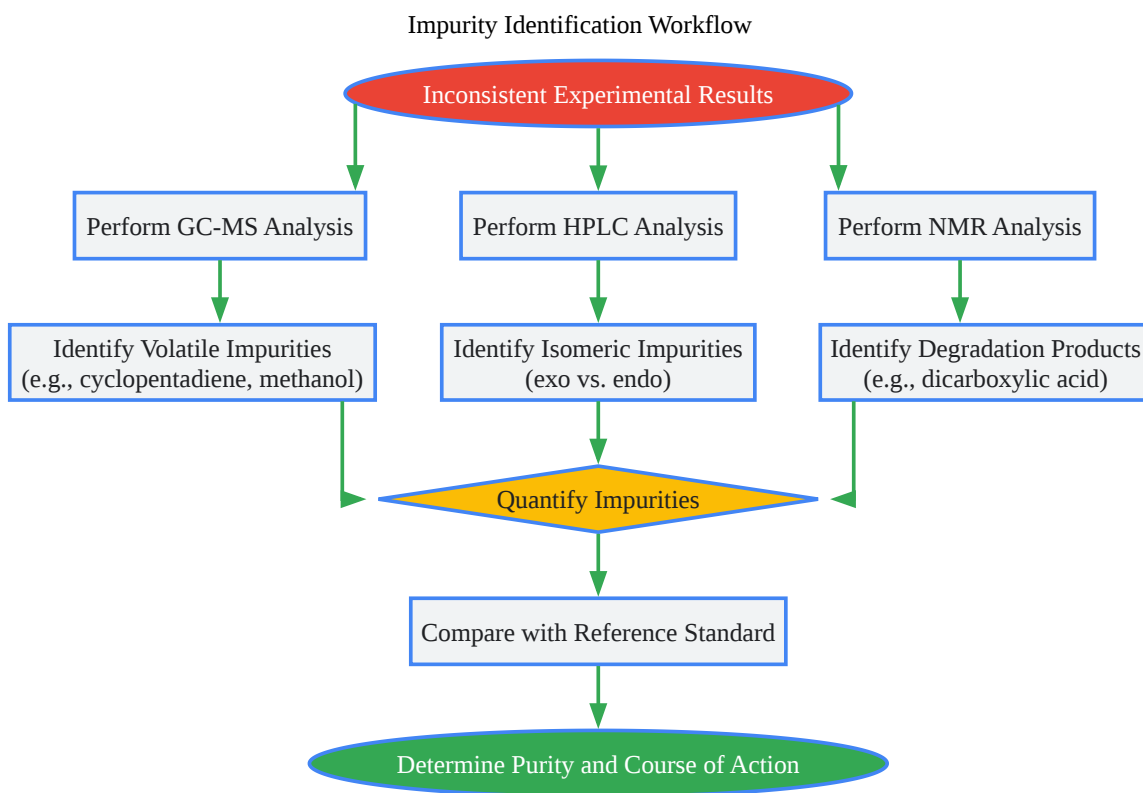 Impurity Identification Workflow
Inconsistent Experimental Results
Perform GC-MS Analysis
Perform HPLC Analysis
Perform NMR Analysis
Identify Volatile Impurities
(e.g., cyclopentadiene, methanol)
Identify Isomeric Impurities
(exo vs. endo)
Identify Degradation Products
(e.g., dicarboxylic acid)
Quantify Impurities
Compare with Reference Standard
Determine Purity and Course of Action